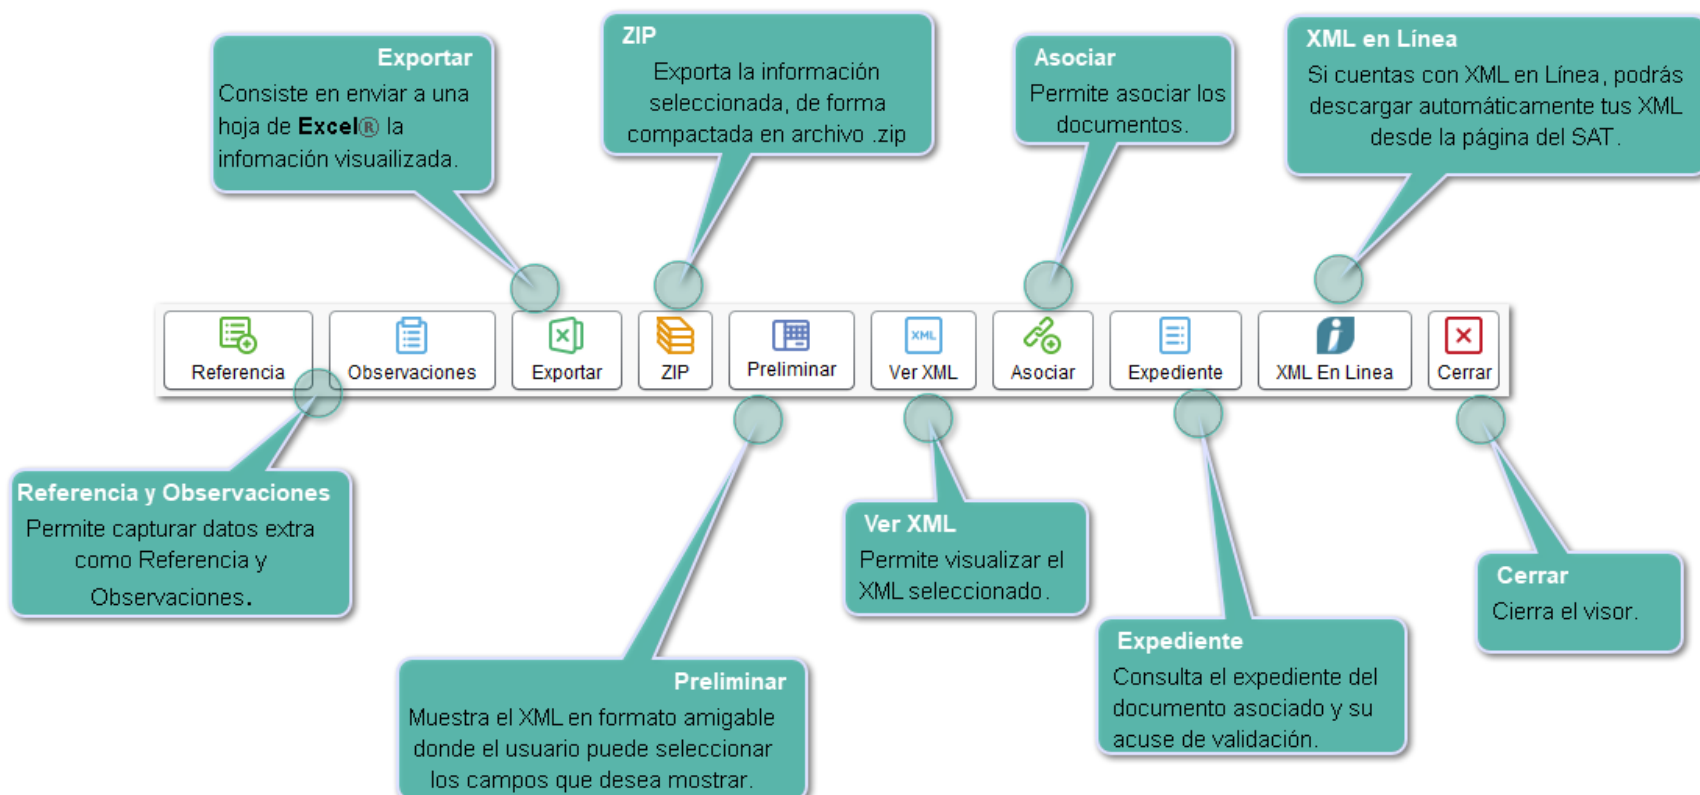 Exportar
Consiste en enviar a una
hoja de Excel® la
infomación visuailizada.
ZIP
Exporta la información
seleccionada, de forma
compactada en archivo .zip
Asociar
Permite asociar los
documentos.
XML en Línea
Si cuentas con XML en Línea, podrás
descargar automáticamente tus XML
desde la página del SAT.
Referencia
Observaciones
Exportar
ZIP
Preliminar
XML
Ver XML
Asociar
Expediente
XML En Linea
Cerrar
Referencia y Observaciones
Permite capturar datos extra
como Referencia y
Observaciones.
Preliminar
Muestra el XML en formato amigable
donde el usuario puede seleccionar
los campos que desea mostrar.
Ver XML
Permite visualizar el
XML seleccionado.
Expediente
Consulta el expediente del
documento asociado y su
acuse de validación.
Cerrar
Cierra el visor.